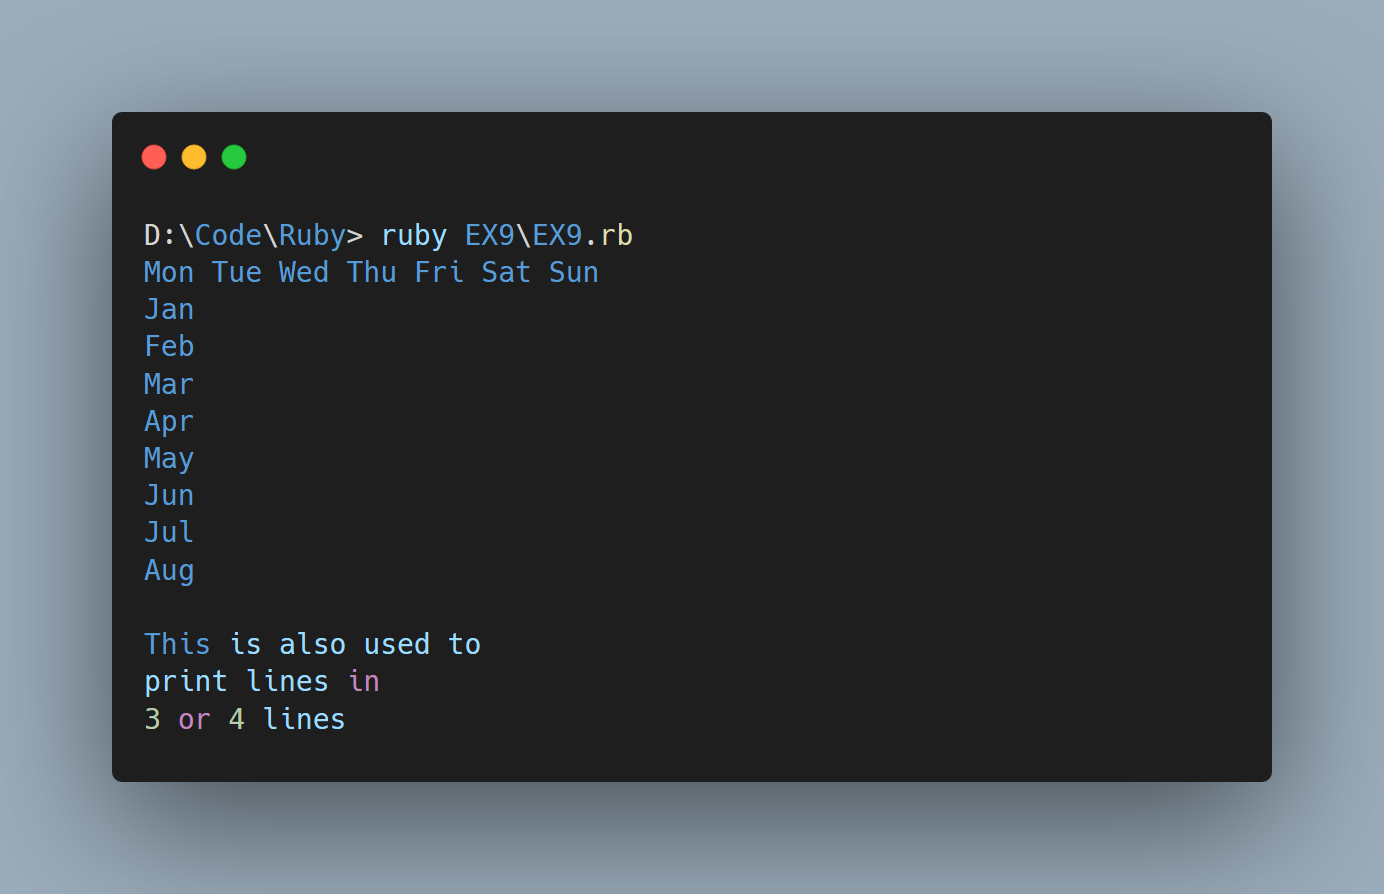 D:\Code\Ruby> ruby EX9\EX9.rb
Mon Tue Wed Thu Fri Sat Sun
Jan
Feb
Mar
Apr
May
Jun
Jul
Aug
This is also used to
print lines in
3 or 4 lines